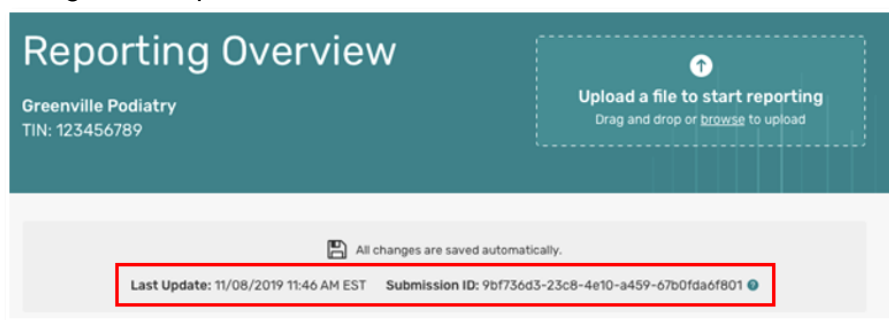 Reporting Overview
Greenville Podiatry
TIN: 123456789
Upload a file to start reporting
Drag and drop or browse to upload
All changes are saved automatically.
Last Update: 11/08/2019 11:46 AM EST Submission ID: 9bf736d3-23c8-4e10-a459-67b0fda6f801